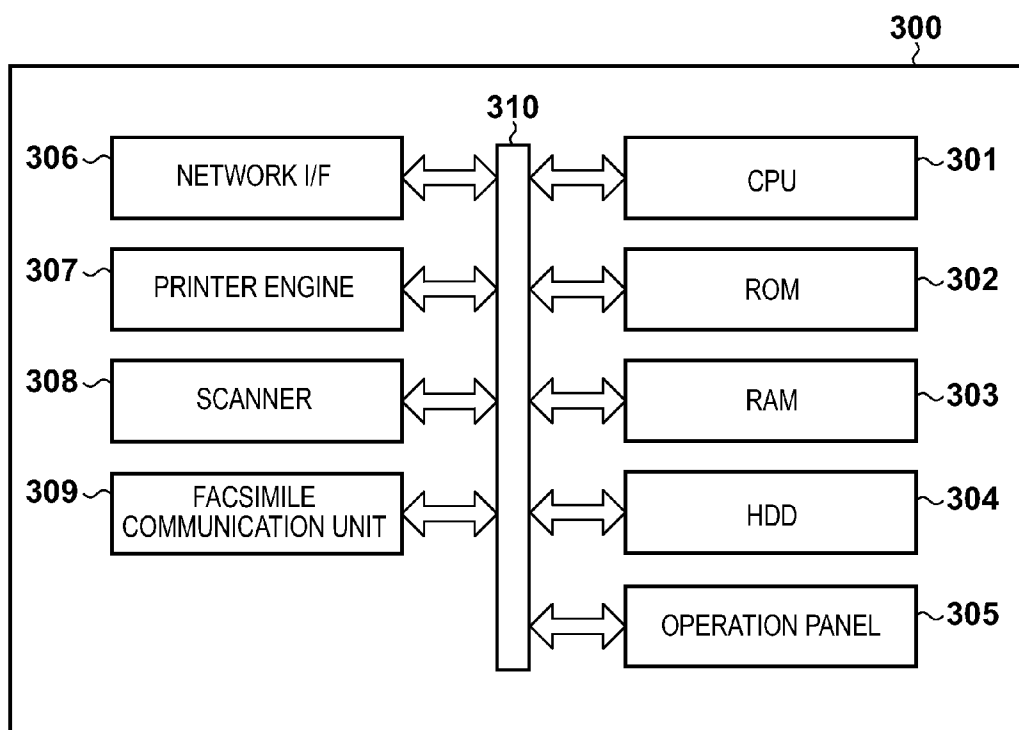 300
310
306
NETWORK I/F
CPU
301
307
PRINTER ENGINE
ROM
302
308
SCANNER
RAM
303
309
FACSIMILE
COMMUNICATION UNIT
HDD
304
OPERATION PANEL
305